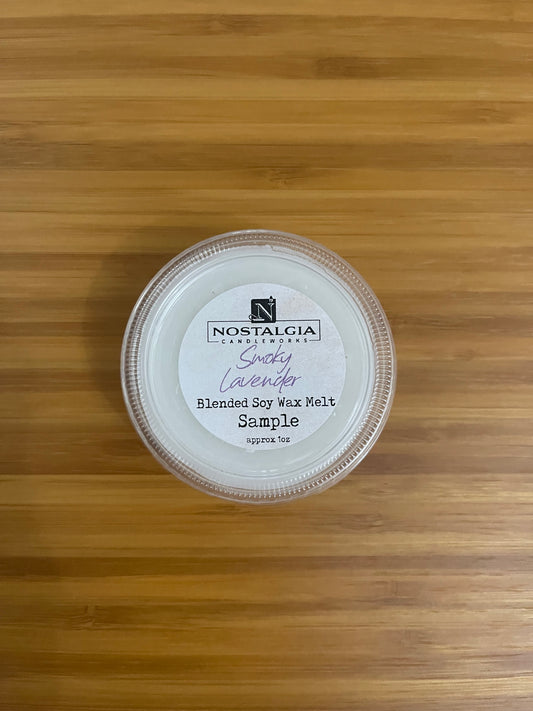 N
NOSTALGIA
CANDLEWORKS
Smoky
Lavender
Blended Soy Wax Melt
Sample
approx 1oz